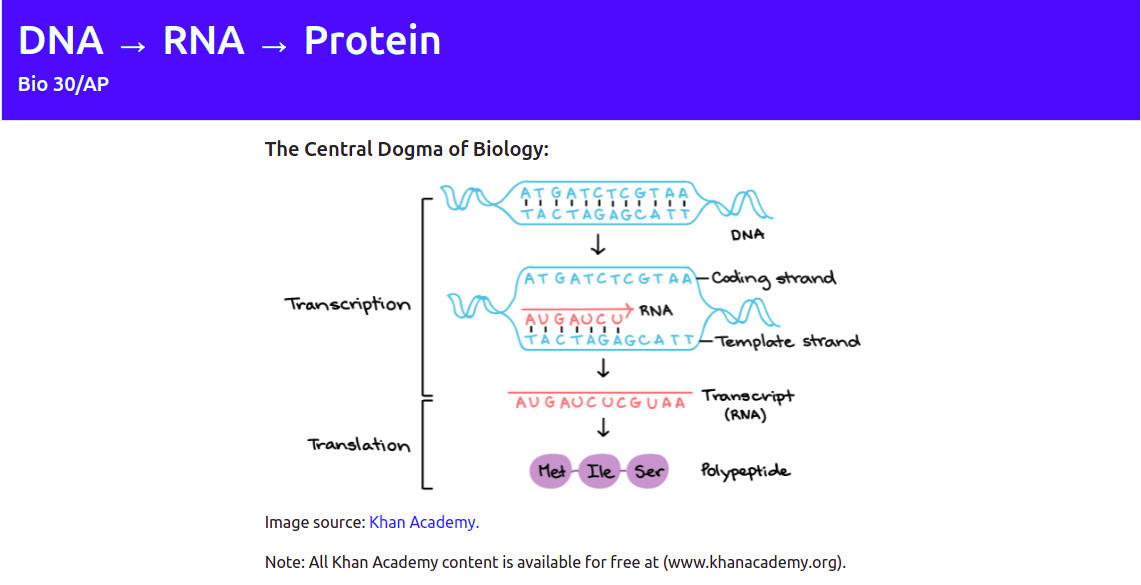 DNA → RNA → Protein
Bio 30/AP
The Central Dogma of Biology:
ATGATCTCGTAA
TACTAGAGCATT
DNA
Transcription
ATGATCTCGTAA
Coding strand
RNA
AUGAUCU
TACTAGAGCATT
Template strand
AUGAUCUCGUAA
Transcript
(RNA)
Translation
Met Ile Ser
Polypeptide
Image source: Khan Academy.
Note: All Khan Academy content is available for free at (www.khanacademy.org).